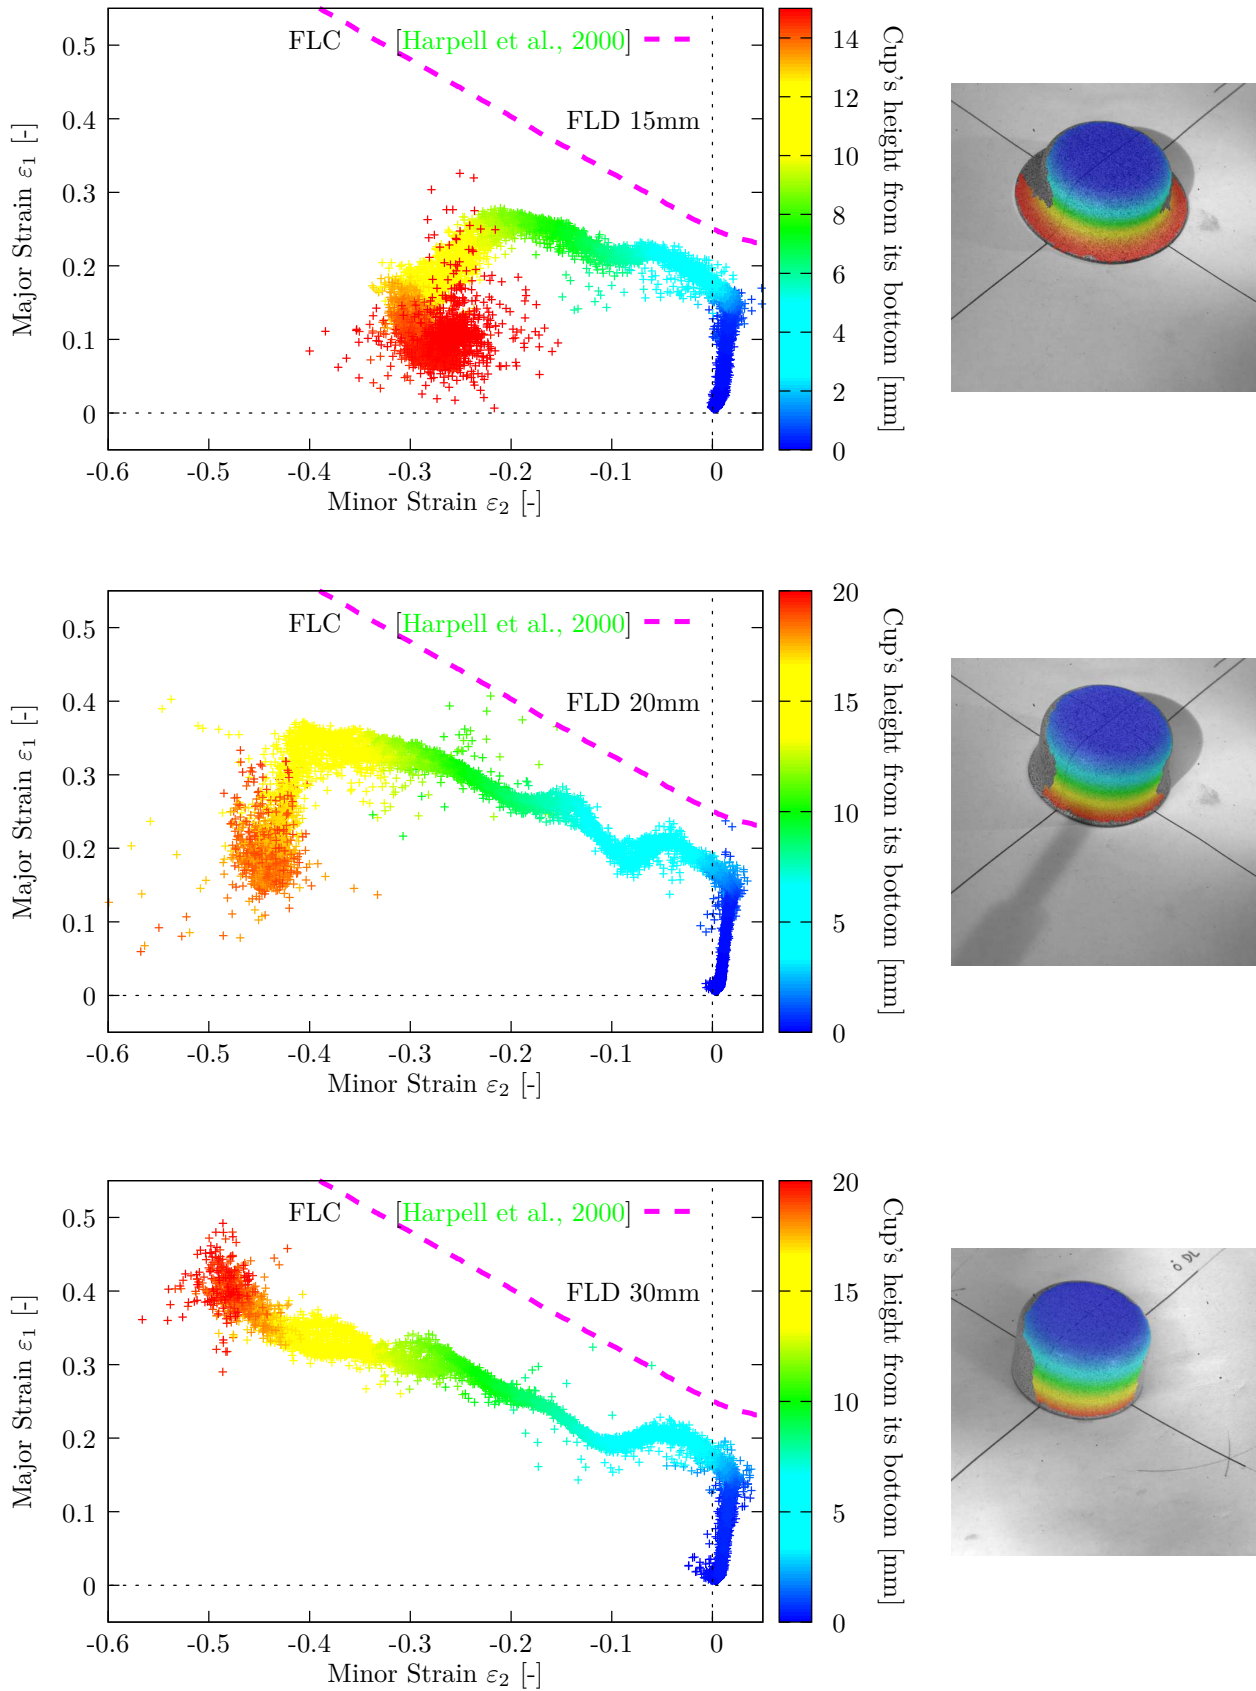 FLC [Harpell et al., 2000]
FLD 15mm
Major Strain ε1 [-]
0.5
0.4
0.3
0.2
0.1
0
-0.6 -0.5 -0.4 -0.3 -0.2 -0.1 0
Minor Strain ε2 [-]
14
12
10
8
6
4
2
0
Cup's height from its bottom [mm]
FLC [Harpell et al., 2000]
FLD 20mm
Major Strain ε1 [-]
0.5
0.4
0.3
0.2
0.1
0
-0.6 -0.5 -0.4 -0.3 -0.2 -0.1 0
Minor Strain ε2 [-]
20
15
10
5
0
Cup's height from its bottom [mm]
FLC [Harpell et al., 2000]
FLD 30mm
Major Strain ε1 [-]
0.5
0.4
0.3
0.2
0.1
0
-0.6 -0.5 -0.4 -0.3 -0.2 -0.1 0
Minor Strain ε2 [-]
20
15
10
5
0
Cup's height from its bottom [mm]